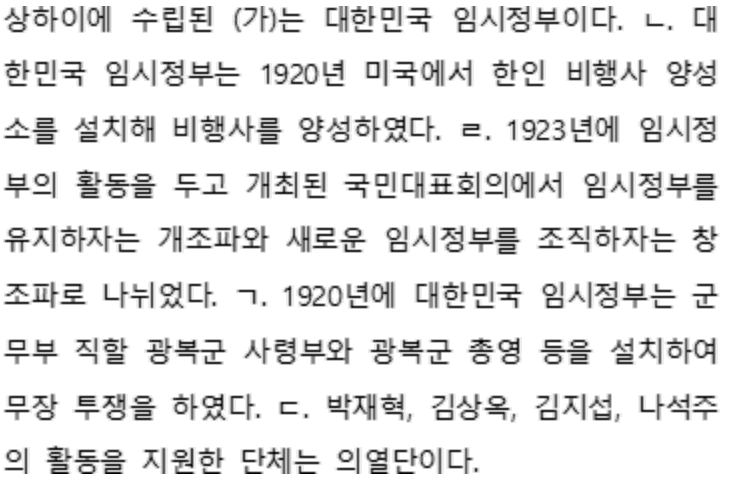 상하이에 수립된 (가)는 대한민국 임시정부이다. ㄴ. 대
한민국 임시정부는 1920년 미국에서 한인 비행사 양성
소를 설치해 비행사를 양성하였다. ㄹ. 1923년에 임시정
부의 활동을 두고 개최된 국민대표회의에서 임시정부를
유지하자는 개조파와 새로운 임시정부를 조직하자는 창
조파로 나뉘었다. ㄱ. 1920년에 대한민국 임시정부는 군
무부 직할 광복군 사령부와 광복군 총영 등을 설치하여
무장 투쟁을 하였다. ㄷ. 박재혁, 김상옥, 김지섭, 나석주
의 활동을 지원한 단체는 의열단이다.